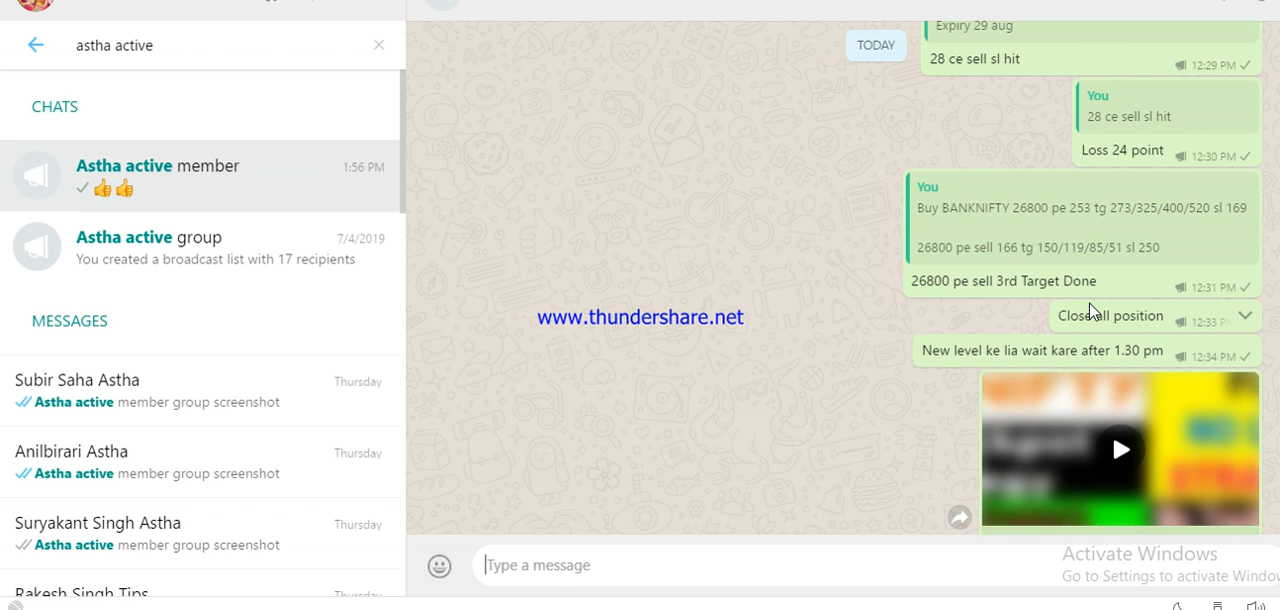 astha active
CHATS
Astha active member
1:56 PM
Astha active group
7/4/2019
You created a broadcast list with 17 recipients
MESSAGES
Subir Saha Astha
Thursday
Astha active member group screenshot
Anilbirari Astha
Thursday
Astha active member group screenshot
Suryakant Singh Astha
Thursday
Astha active member group screenshot
Rakesh Singh Tips
Thursday
TODAY
Expiry 29 aug
28 ce sell sl hit
12:29 PM
You
28 ce sell sl hit
Loss 24 point
12:30 PM
You
Buy BANKNIFTY 26800 pe 253 tg 273/325/400/520 sl 169
26800 pe sell 166 tg 150/119/85/51 sl 250
26800 pe sell 3rd Target Done
12:31 PM
Close all position
12:33 PM
New level ke lia wait kare after 1.30 pm
12:34 PM
www.thundershare.net
Type a message
Activate Windows
Go to Settings to activate Windo